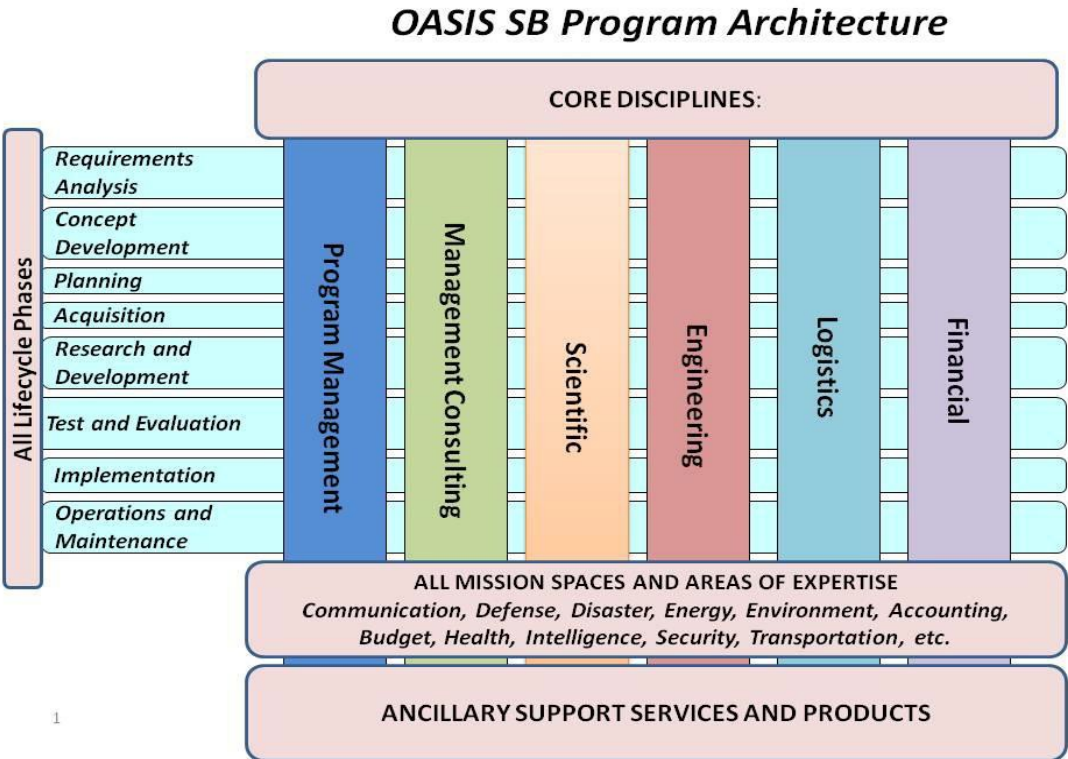 OASIS SB Program Architecture
CORE DISCIPLINES:
All Lifecycle Phases
Requirements
Analysis
Concept
Development
Planning
Acquisition
Research and
Development
Test and Evaluation
Implementation
Operations and
Maintenance
Program Management
Management Consulting
Scientific
Engineering
Logistics
Financial
ALL MISSION SPACES AND AREAS OF EXPERTISE
Communication, Defense, Disaster, Energy, Environment, Accounting,
Budget, Health, Intelligence, Security, Transportation, etc.
ANCILLARY SUPPORT SERVICES AND PRODUCTS
1